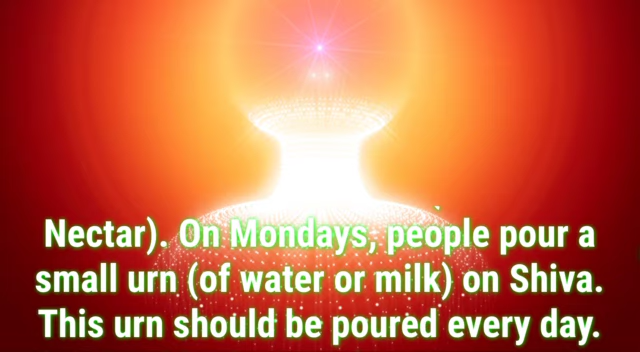 Nectar). On Mondays, people pour a
small urn (of water or milk) on Shiva.
This urn should be poured every day.